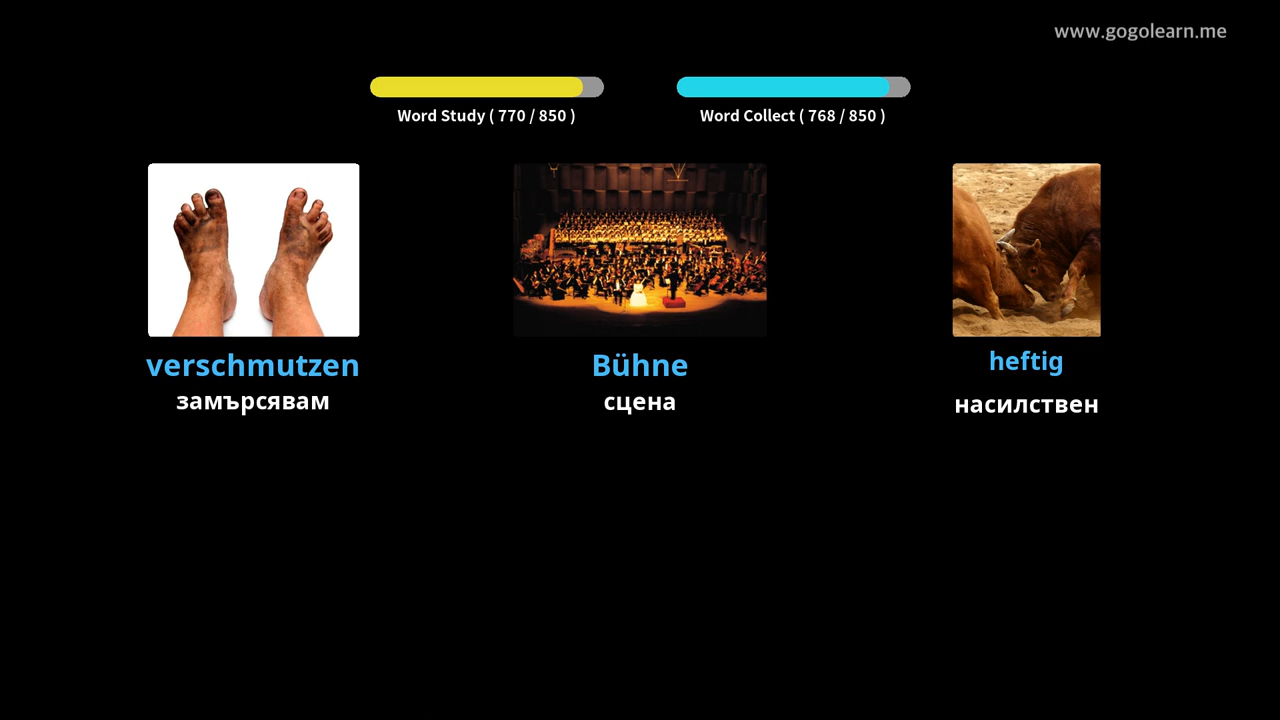 www.gogolearn.me
Word Study ( 770 / 850 )
Word Collect ( 768 / 850 )
verschmutzen
замърсявам
Bühne
сцена
heftig
насилствен